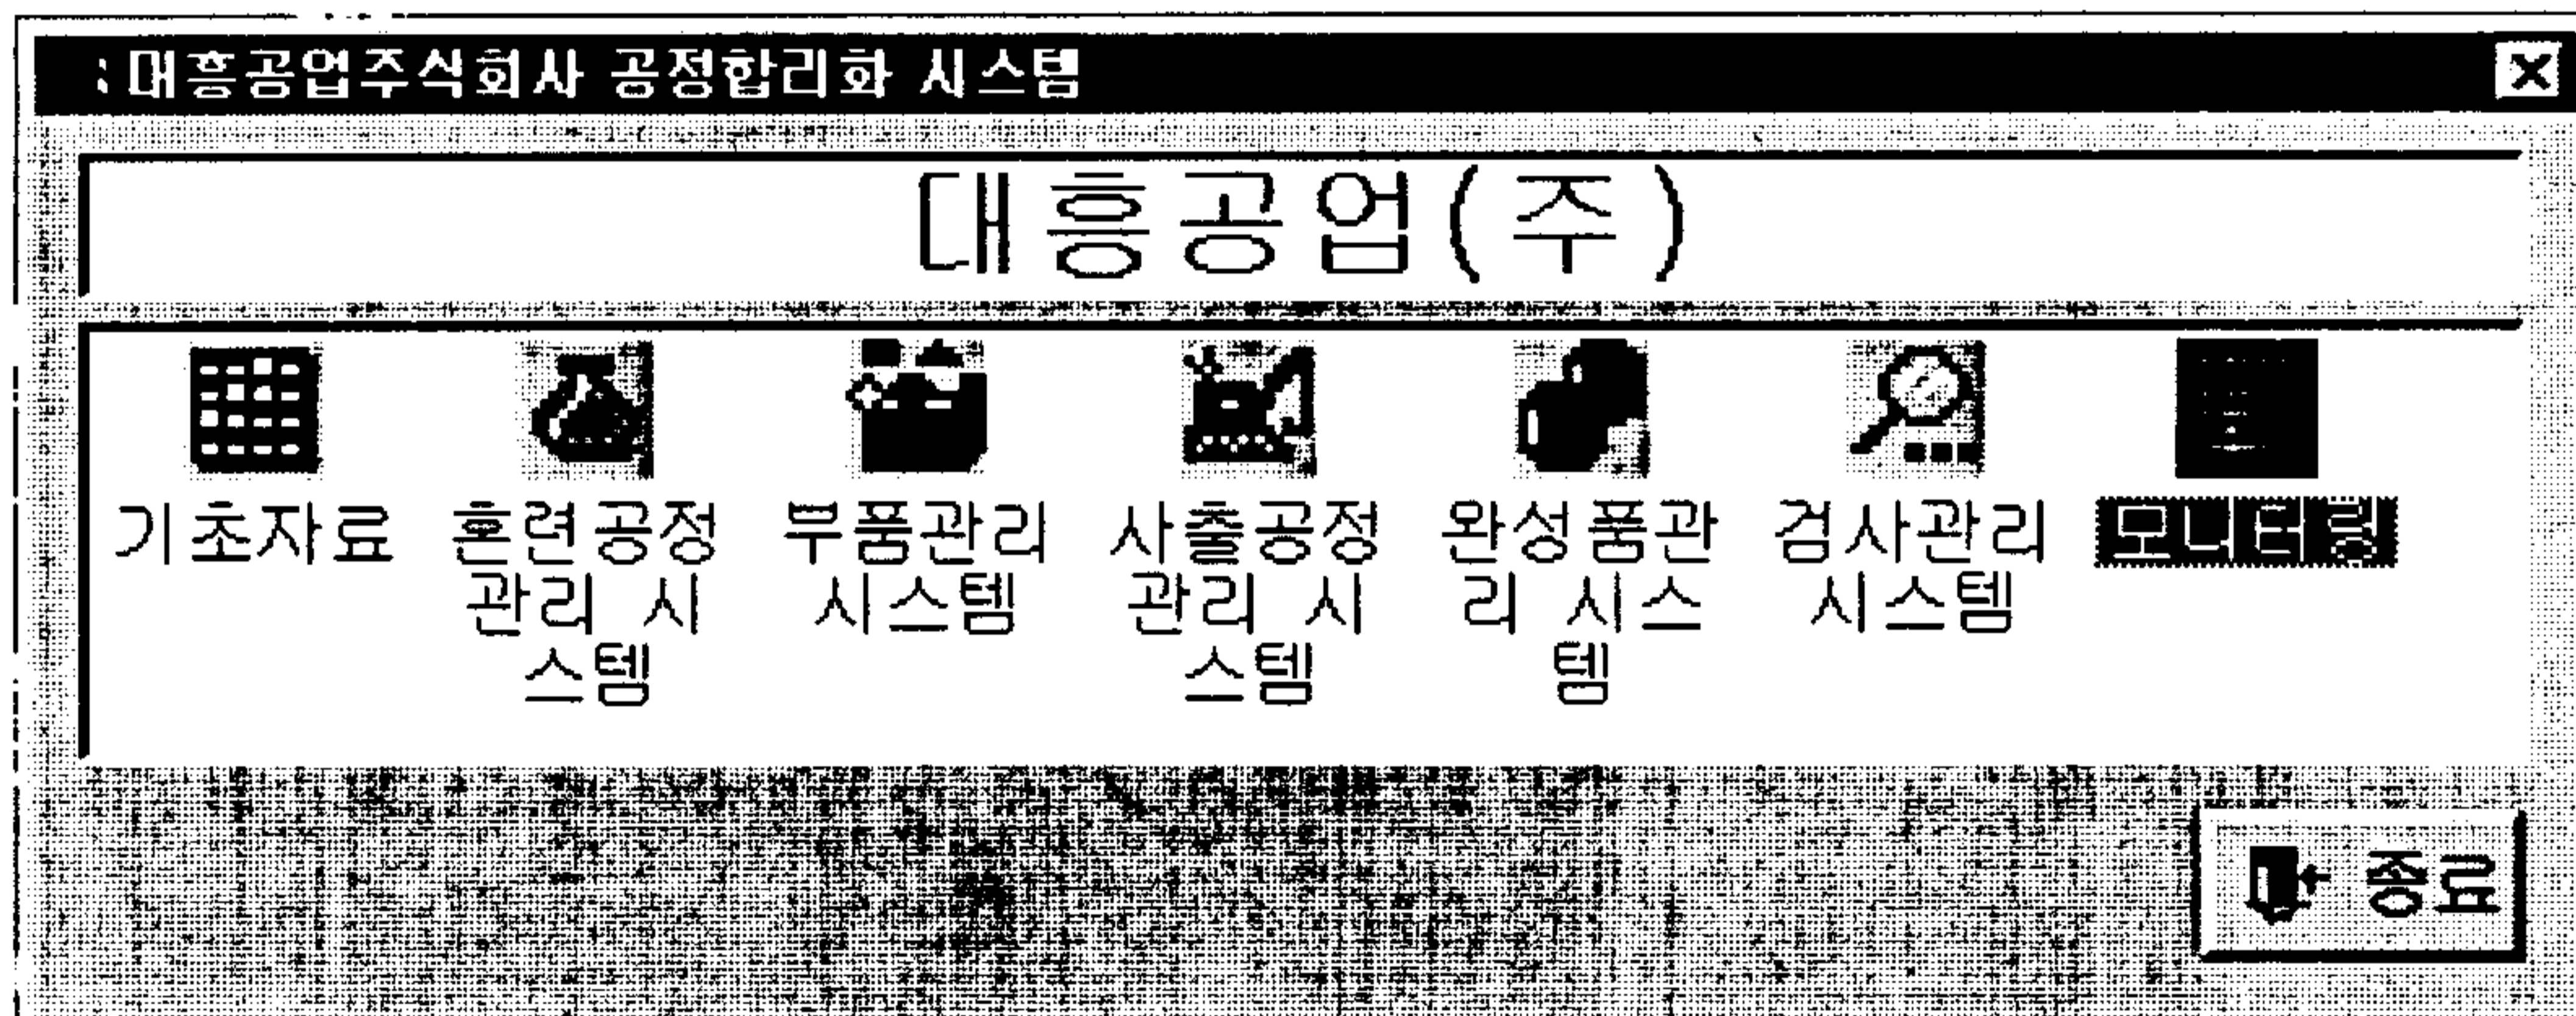 : 대흥공업주식회사 공정합리화 시스템
대흥공업(주)
기초자료
혼련공정
관리 시
스템
부품관리
시스템
사출공정
관리 시
스템
완성품관
리 시스
템
검사관리
시스템
모니터링
종료